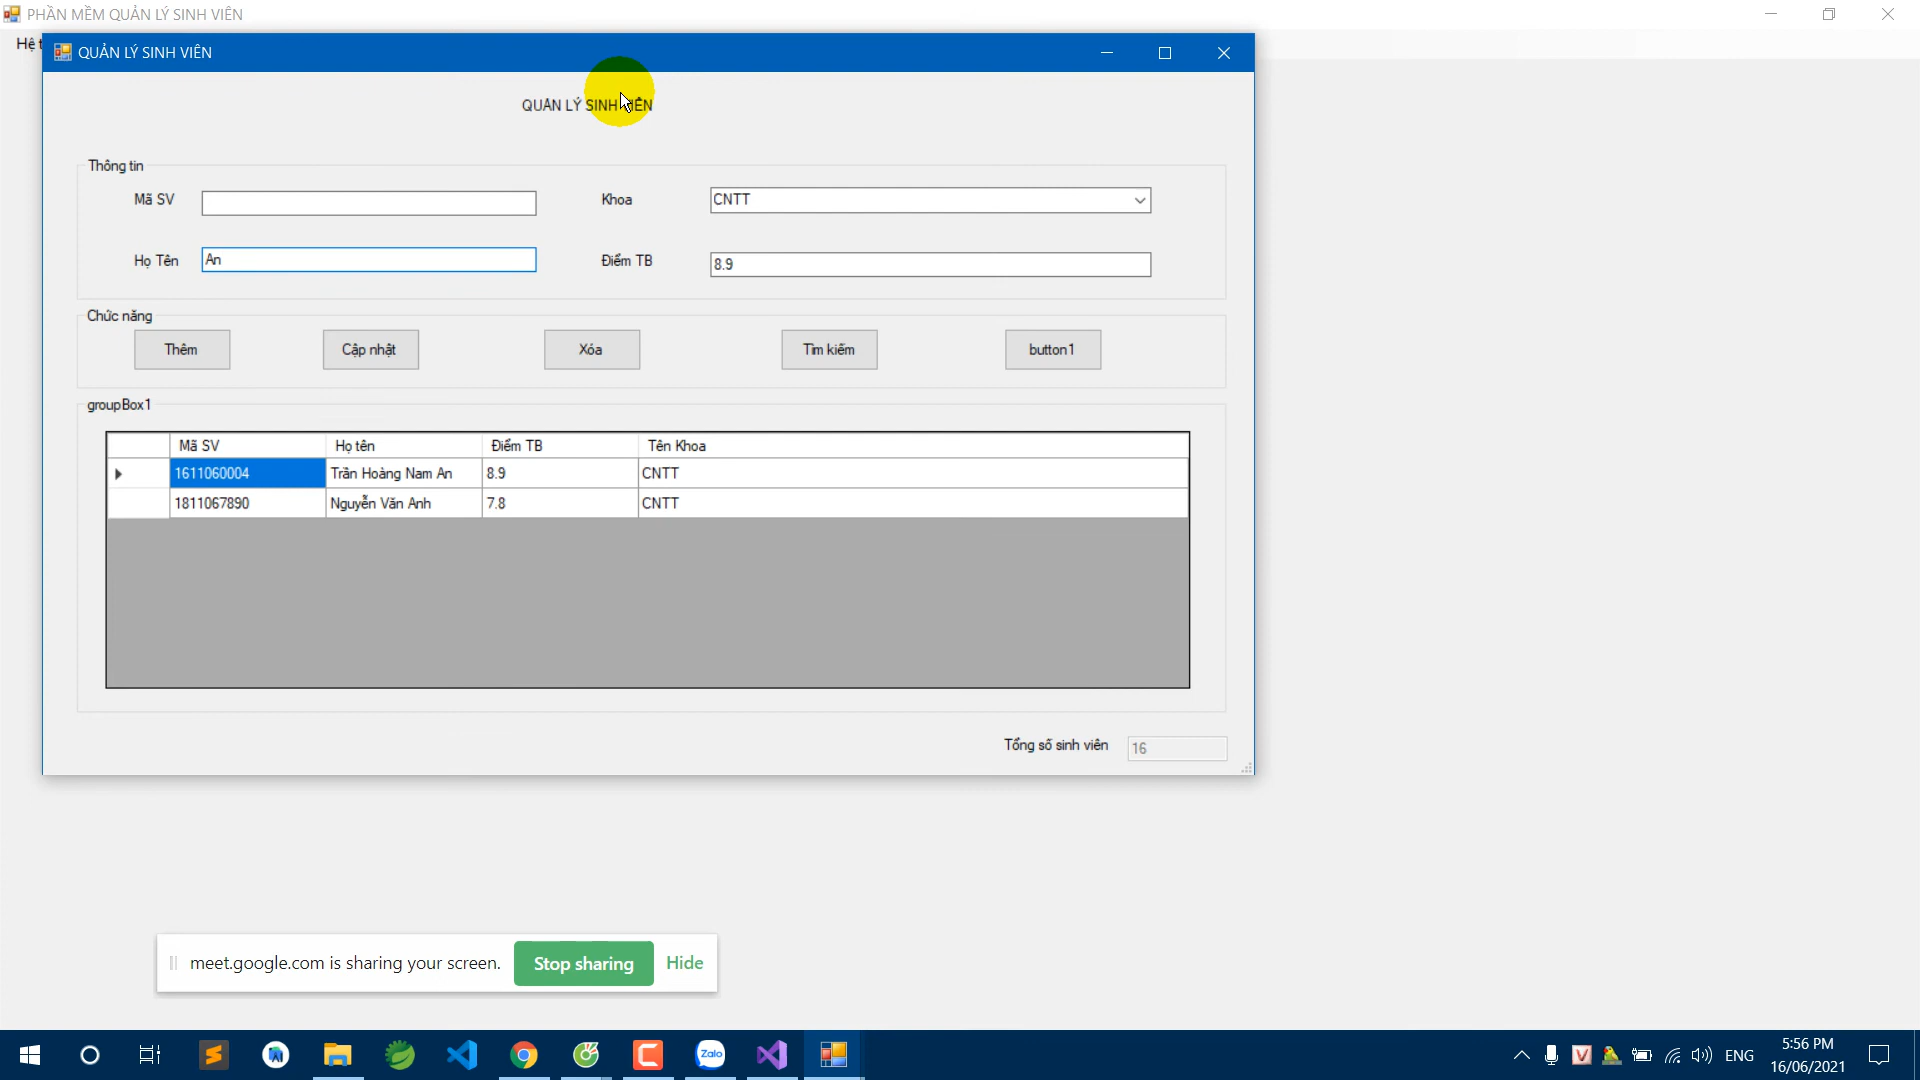 PHẦN MỀM QUẢN LÝ SINH VIÊN
QUẢN LÝ SINH VIÊN
QUẢN LÝ SINH VIÊN
Thông tin
Mã SV
Khoa CNTT
Họ Tên An
Điểm TB 8.9
Chức năng
Thêm Cập nhật Xóa Tìm kiếm button1
groupBox1
Mã SV Họ tên Điểm TB Tên Khoa
1611060004 Trần Hoàng Nam An 8.9 CNTT
1811067890 Nguyễn Văn Anh 7.8 CNTT
Tổng số sinh viên 16
meet.google.com is sharing your screen. Stop sharing Hide
Zalo
ENG
5:56 PM
16/06/2021